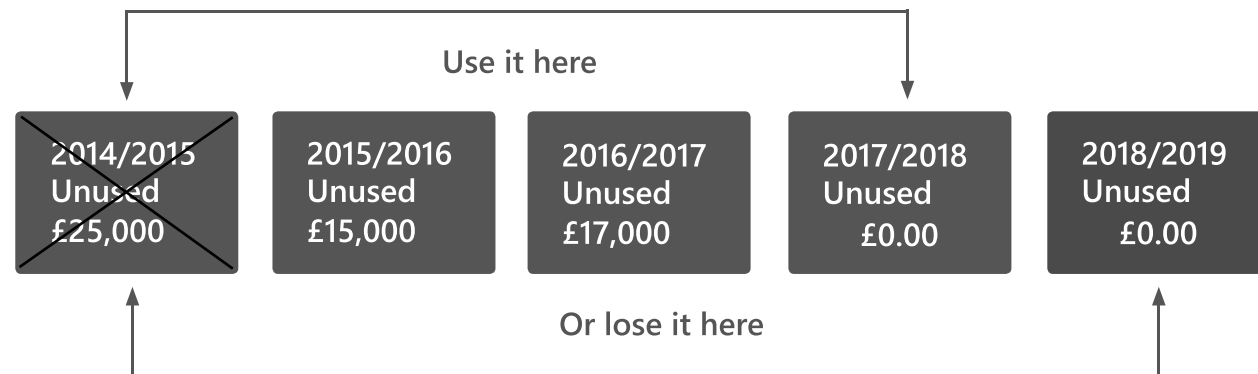 Use it here
2014/2015
Unused
£25,000
2015/2016
Unused
£15,000
2016/2017
Unused
£17,000
2017/2018
Unused
£0.00
2018/2019
Unused
£0.00
Or lose it here